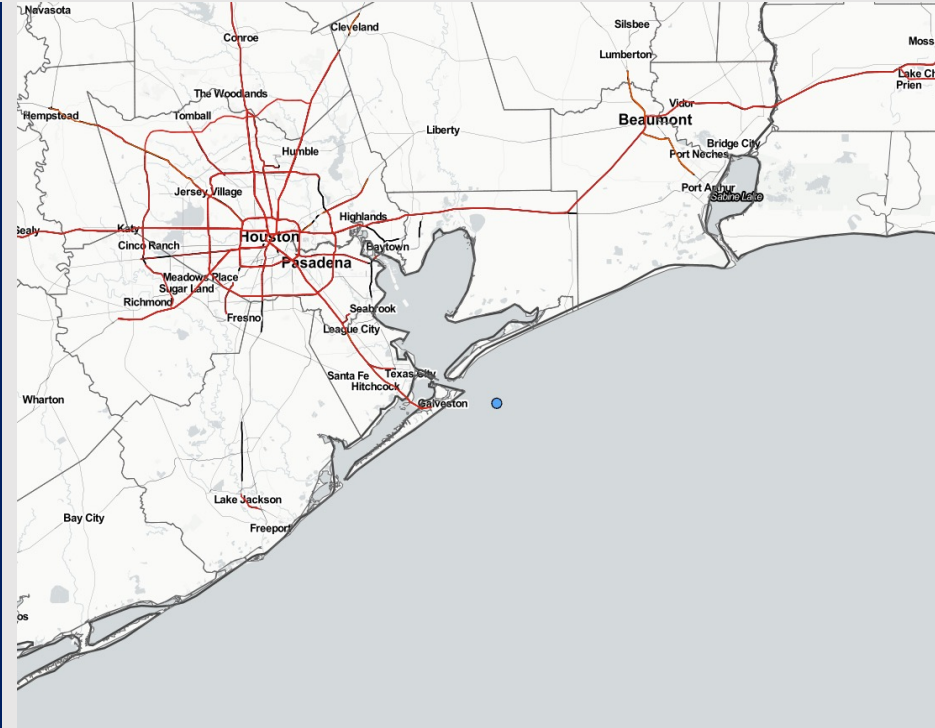 Navasota
Silsbee
Cleveland
Conroe
Moss
Lumberton
Lake Ch
Prien
The Woodlands
Vidor
Hempstead
Tomball
Beaumont
Liberty
Bridge City
Humble
Port Neches
Jersey Village
Port Arthur
Sabine Lake
Highlands
Sealy
Katy
Houston
Cinco Ranch
Baytown
Pasadena
Meadows Place
Sugar Land
Richmond
Seabrook
Fresno
League City
Santa Fe
Texas City
Hitchcock
Wharton
Galveston
Lake Jackson
Bay City
Freeport
os